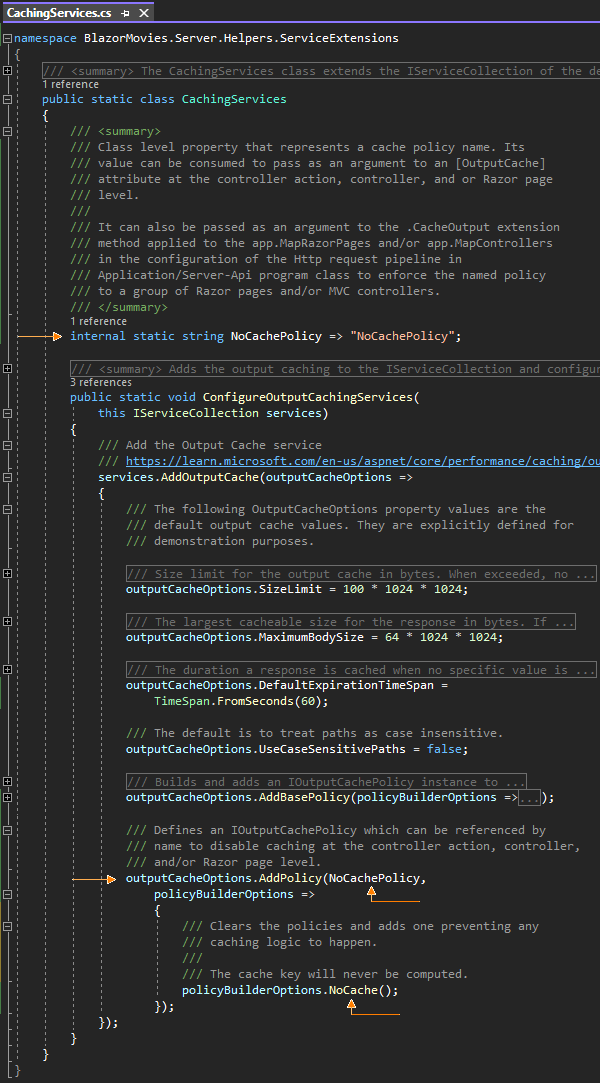 CachingServices.cs
namespace BlazorMovies.Server.Helpers.ServiceExtensions
{
/// <summary> The CachingServices class extends the IServiceCollection of the de
1 reference
public static class CachingServices
{
/// <summary>
/// Class level property that represents a cache policy name. Its
/// value can be consumed to pass as an argument to an [OutputCache]
/// attribute at the controller action, controller, and or Razor page
/// level.
///
/// It can also be passed as an argument to the .CacheOutput extension
/// method applied to the app.MapRazorPages and/or app.MapControllers
/// in the configuration of the Http request pipeline in
/// Application/Server-Api program class to enforce the named policy
/// to a group of Razor pages and/or MVC controllers.
/// </summary>
1 reference
internal static string NoCachePolicy => "NoCachePolicy";
/// <summary> Adds the output caching to the IServiceCollection and configur
3 references
public static void ConfigureOutputCachingServices(
this IServiceCollection services)
{
/// Add the Output Cache service
/// https://learn.microsoft.com/en-us/aspnet/core/performance/caching/ou
services.AddOutputCache(outputCacheOptions =>
{
/// The following OutputCacheOptions property values are the
/// default output cache values. They are explicitly defined for
/// demonstration purposes.
/// Size limit for the output cache in bytes. When exceeded, no ...
outputCacheOptions.SizeLimit = 100 * 1024 * 1024;
/// The largest cacheable size for the response in bytes. If ...
outputCacheOptions.MaximumBodySize = 64 * 1024 * 1024;
/// The duration a response is cached when no specific value is ...
outputCacheOptions.DefaultExpirationTimeSpan =
TimeSpan.FromSeconds(60);
/// The default is to treat paths as case insensitive.
outputCacheOptions.UseCaseSensitivePaths = false;
/// Builds and adds an IOutputCachePolicy instance to ...
outputCacheOptions.AddBasePolicy(policyBuilderOptions =>...);
/// Defines an IOutputCachePolicy which can be referenced by
/// name to disable caching at the controller action, controller,
/// and/or Razor page level.
outputCacheOptions.AddPolicy(NoCachePolicy,
policyBuilderOptions =>
{
/// Clears the policies and adds one preventing any
/// caching logic to happen.
///
/// The cache key will never be computed.
policyBuilderOptions.NoCache();
});
});
}
}
}